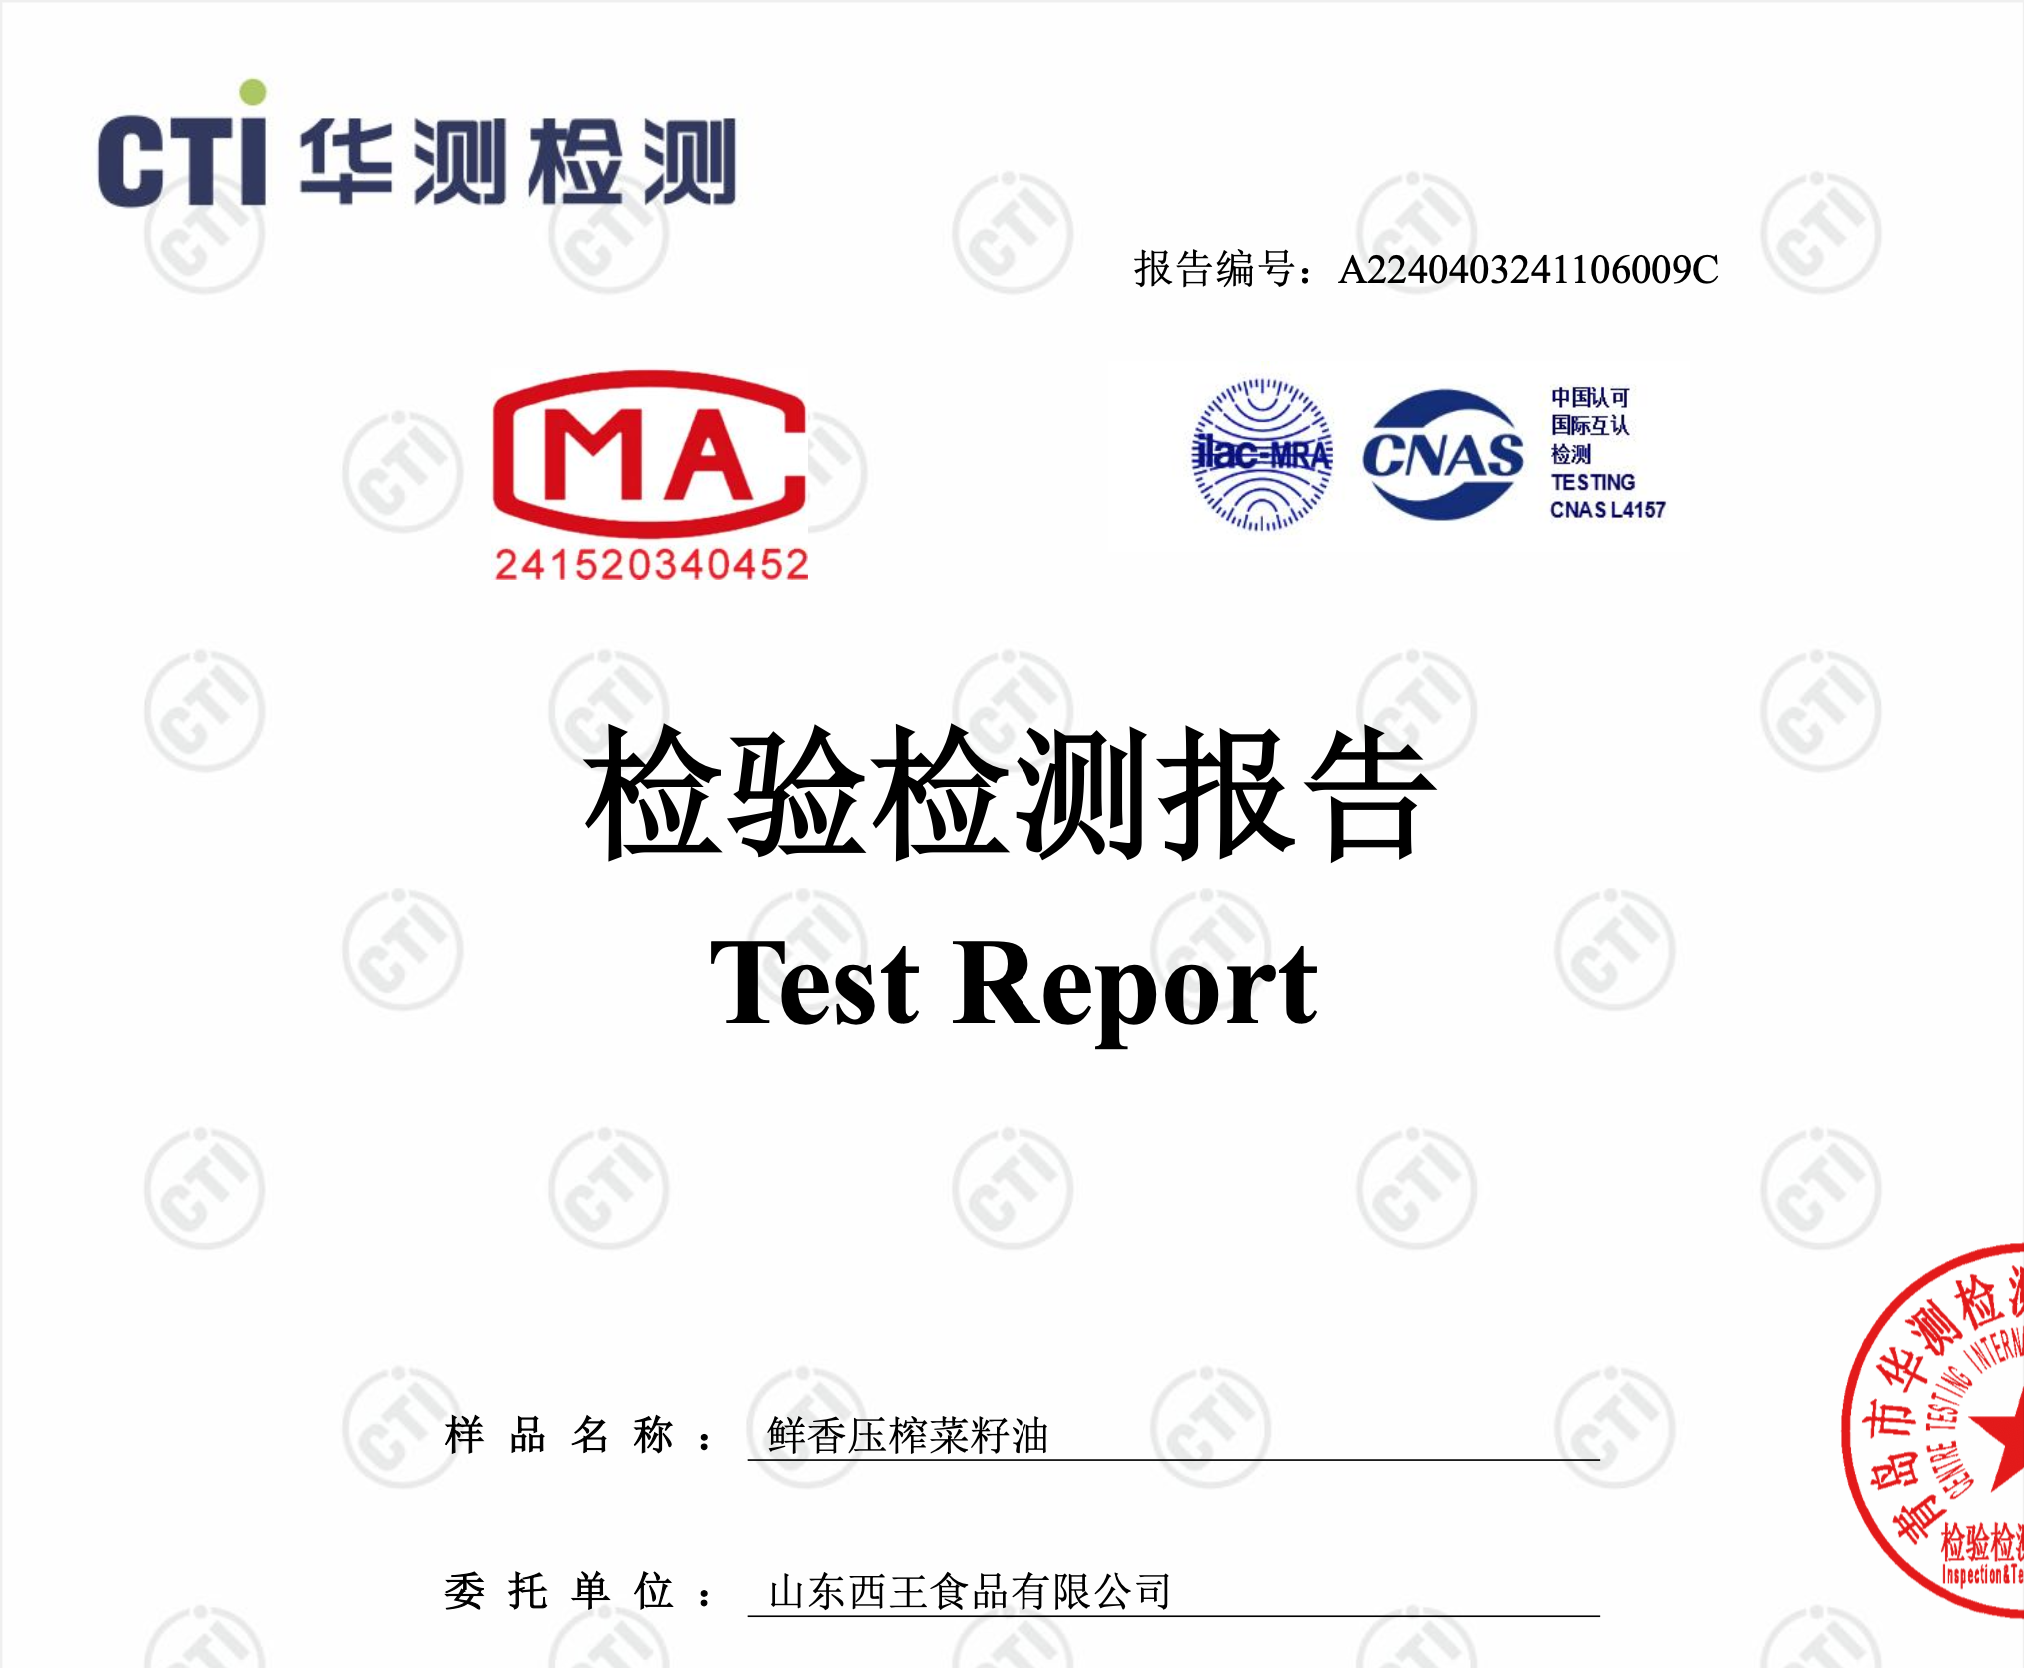 CTI 华测检测
报告编号：A2240403241106009C
MA
241520340452
ilac-MRA
CNAS
中国认可
国际互认
检测
TESTING
CNAS L4157
检验检测报告
Test Report
样品名称：鲜香压榨菜籽油
委托单位：山东西王食品有限公司
青岛市华测检测
CENTRE TESTING INTERN
检验检测
Inspection&Te